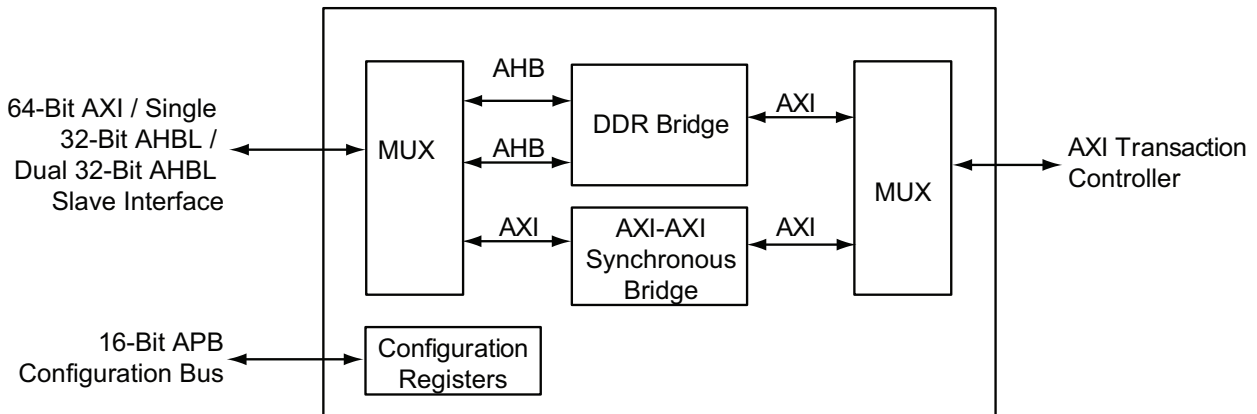 64-Bit AXI / Single
32-Bit AHBL /
Dual 32-Bit AHBL
Slave Interface
MUX
AHB
AHB
AXI
DDR Bridge
AXI-AXI
Synchronous
Bridge
AXI
AXI
MUX
AXI Transaction
Controller
16-Bit APB
Configuration Bus
Configuration
Registers